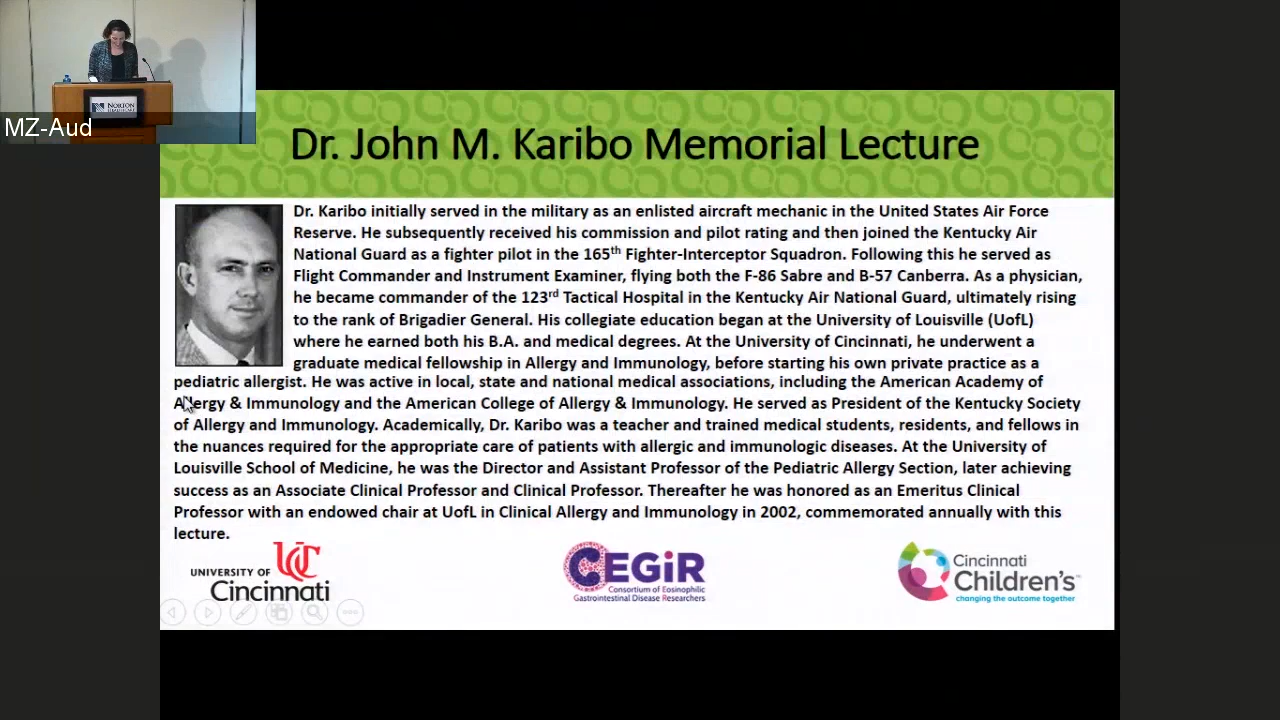 NORTON
MZ-Aud
Dr. John M. Karibo Memorial Lecture
Dr. Karibo initially served in the military as an enlisted aircraft mechanic in the United States Air Force
Reserve. He subsequently received his commission and pilot rating and then joined the Kentucky Air
National Guard as a fighter pilot in the 165th Fighter-Interceptor Squadron. Following this he served as
Flight Commander and Instrument Examiner, flying both the F-86 Sabre and B-57 Canberra. As a physician,
he became commander of the 123rd Tactical Hospital in the Kentucky Air National Guard, ultimately rising
to the rank of Brigadier General. His collegiate education began at the University of Louisville (UofL)
where he earned both his B.A. and medical degrees. At the University of Cincinnati, he underwent a
graduate medical fellowship in Allergy and Immunology, before starting his own private practice as a
pediatric allergist. He was active in local, state and national medical associations, including the American Academy of
Allergy & Immunology and the American College of Allergy & Immunology. He served as President of the Kentucky Society
of Allergy and Immunology. Academically, Dr. Karibo was a teacher and trained medical students, residents, and fellows in
the nuances required for the appropriate care of patients with allergic and immunologic diseases. At the University of
Louisville School of Medicine, he was the Director and Assistant Professor of the Pediatric Allergy Section, later achieving
success as an Associate Clinical Professor and Clinical Professor. Thereafter he was honored as an Emeritus Clinical
Professor with an endowed chair at UofL in Clinical Allergy and Immunology in 2002, commemorated annually with this
lecture.
UC
UNIVERSITY OF
Cincinnati
CEGiR
Consortium of Eosinophilic
Gastrointestinal Disease Researchers
Cincinnati
Children's
changing the outcome together